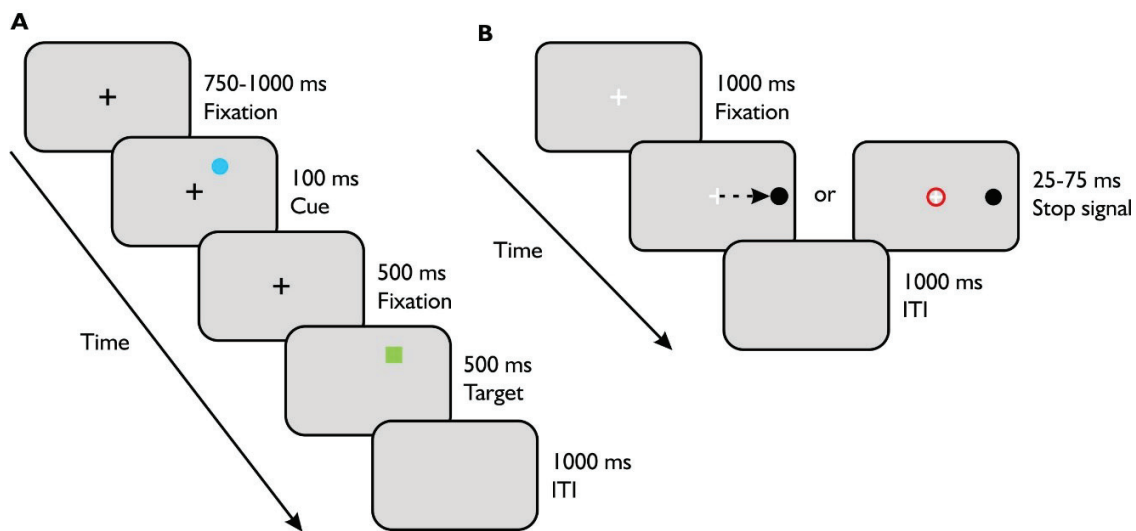 A
750-1000 ms
Fixation
100 ms
Cue
500 ms
Fixation
Time
500 ms
Target
1000 ms
ITI
B
1000 ms
Fixation
or
25-75 ms
Stop signal
Time
1000 ms
ITI